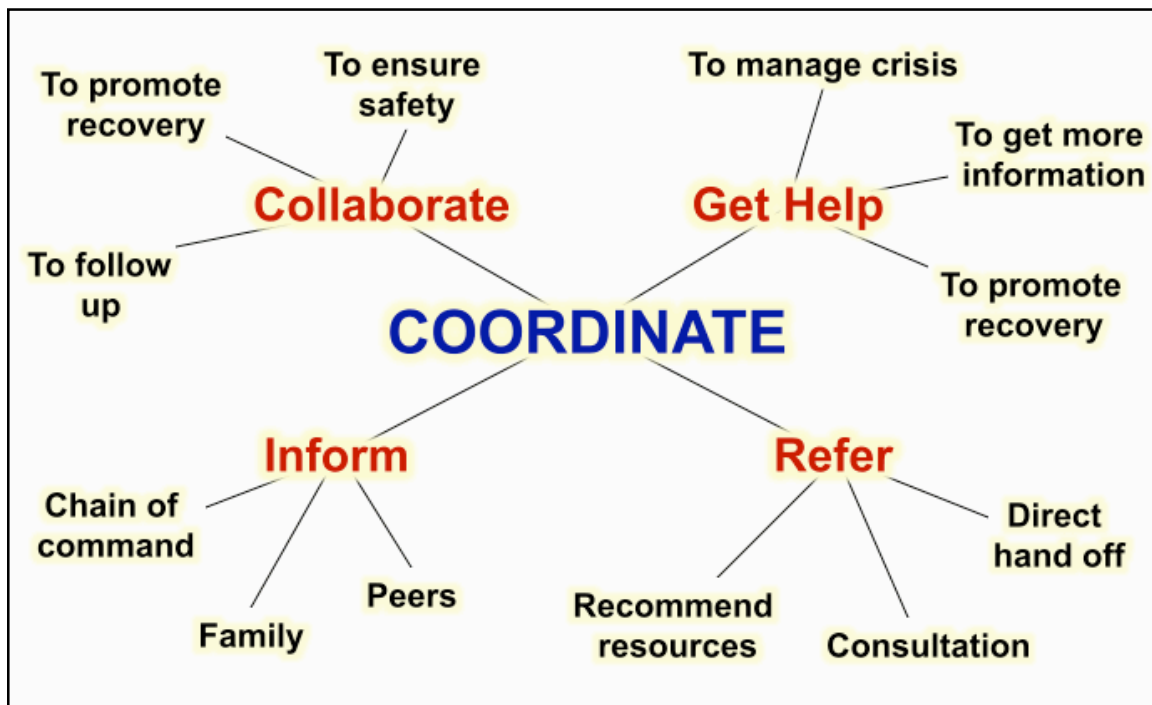 To promote
recovery
To ensure
safety
Collaborate
To follow
up
To manage crisis
To get more
information
Get Help
To promote
recovery
COORDINATE
Inform
Chain of
command
Family
Peers
Refer
Recommend
resources
Consultation
Direct
hand off